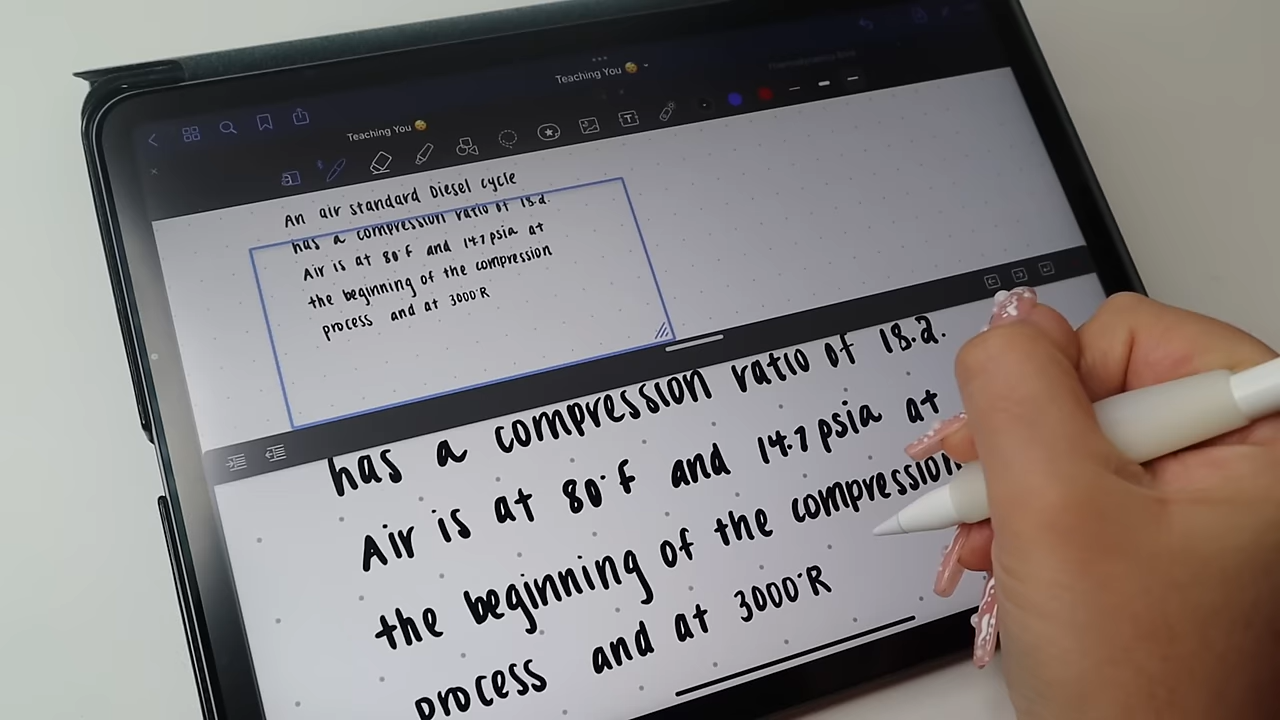 Teaching You
Teaching You
An air standard Diesel cycle
has a compression ratio of 18.2.
Air is at 80°F and 14.7 psia at
the beginning of the compression
process and at 3000°R
has a compression ratio of 18.2.
Air is at 80°F and 14.7 psia at
the beginning of the compression
process and at 3000°R